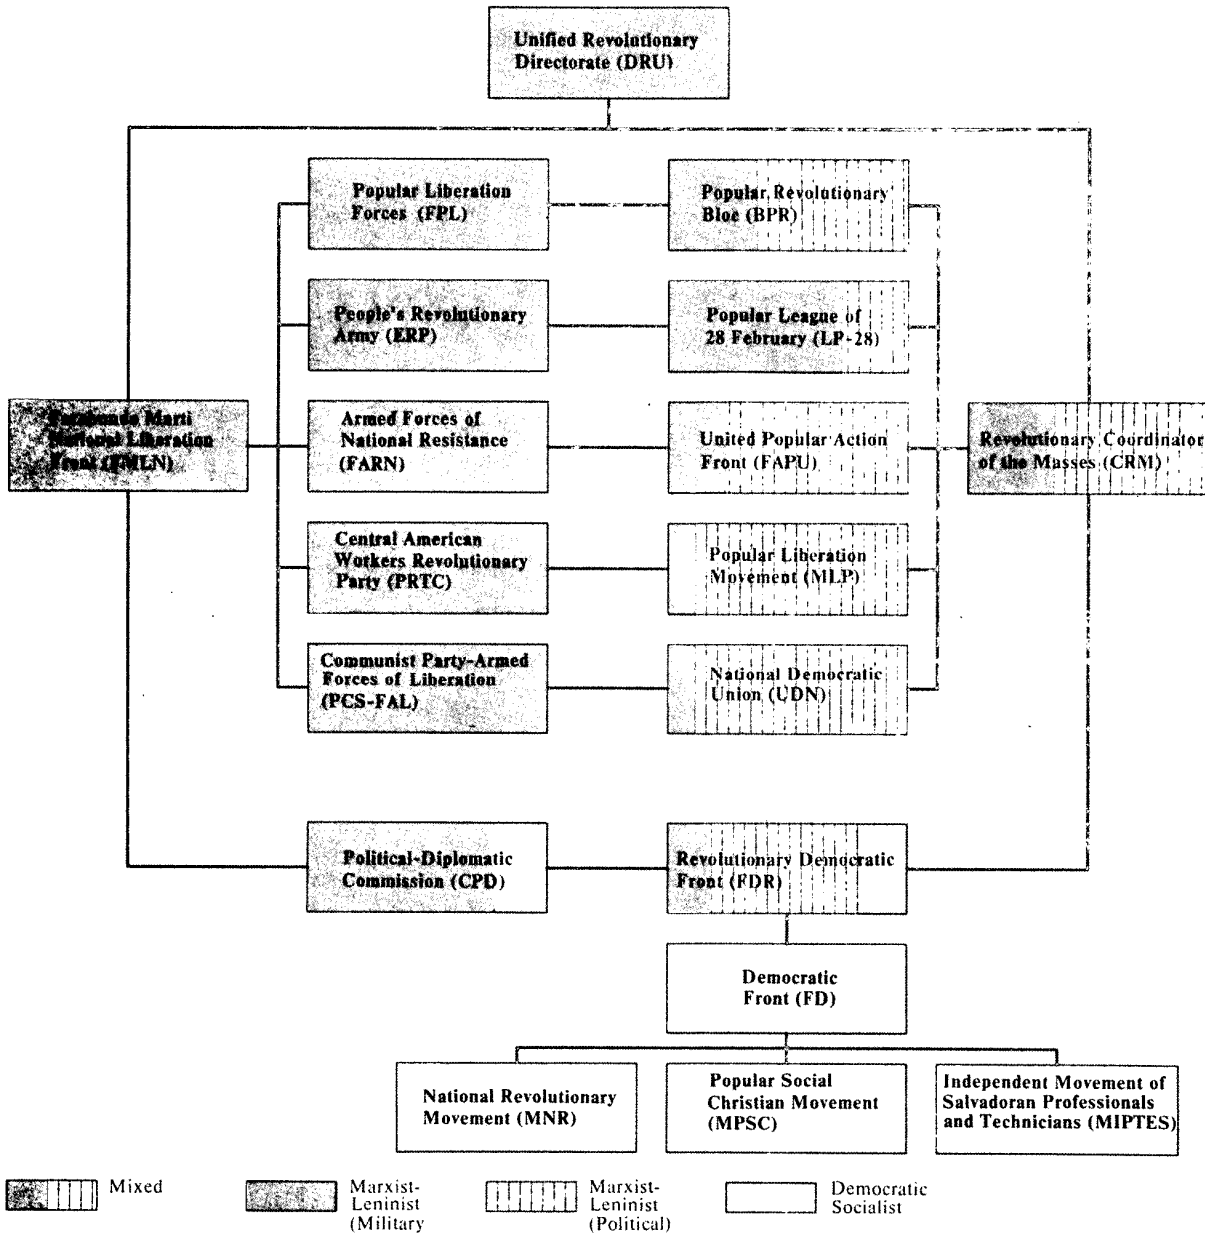 Unified Revolutionary
Directorate (DRU)
Popular Liberation
Forces (FPL)
Popular Revolutionary
Bloc (BPR)
People's Revolutionary
Army (ERP)
Popular League of
28 February (LP-28)
Farabundo Marti
National Liberation
Front (FMLN)
Armed Forces of
National Resistance
(FARN)
United Popular Action
Front (FAPU)
Revolutionary Coordinator
of the Masses (CRM)
Central American
Workers Revolutionary
Party (PRTC)
Popular Liberation
Movement (MLP)
Communist Party-Armed
Forces of Liberation
(PCS-FAL)
National Democratic
Union (UDN)
Political-Diplomatic
Commission (CPD)
Revolutionary Democratic
Front (FDR)
Democratic
Front (FD)
National Revolutionary
Movement (MNR)
Popular Social
Christian Movement
(MPSC)
Independent Movement of
Salvadoran Professionals
and Technicians (MIPTES)
Mixed
Marxist-
Leninist
(Military
Marxist-
Leninist
(Political)
Democratic
Socialist